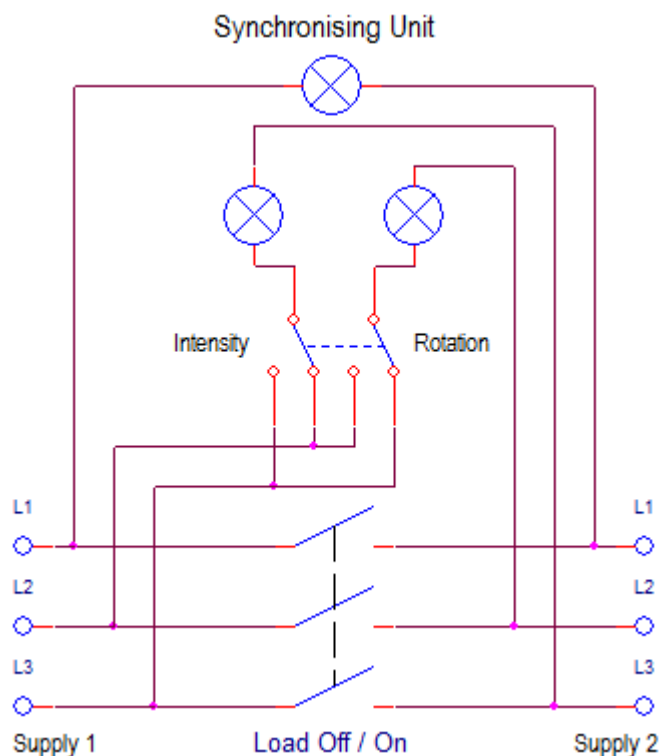 Synchronising Unit
Intensity Rotation
L1 L1
L2 L2
L3 L3
Supply 1 Load Off / On Supply 2